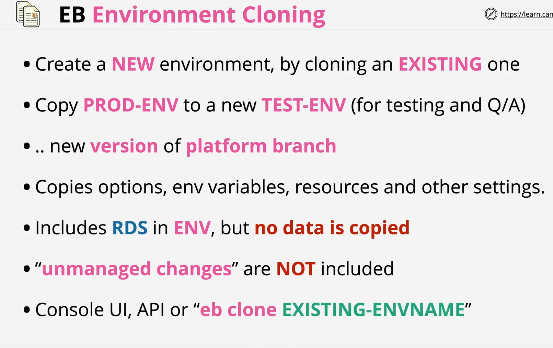 EB Environment Cloning
https://learn.can
• Create a NEW environment, by cloning an EXISTING one
• Copy PROD-ENV to a new TEST-ENV (for testing and Q/A)
• .. new version of platform branch
• Copies options, env variables, resources and other settings.
• Includes RDS in ENV, but no data is copied
• “unmanaged changes” are NOT included
• Console UI, API or “eb clone EXISTING-ENVNAME”